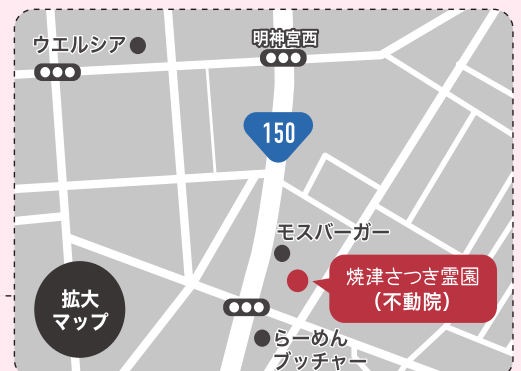 ウエルシア
明神宮西
150
モスバーガー
焼津さつき霊園
（不動院）
拡大
マップ
らーめん
ブッチャー